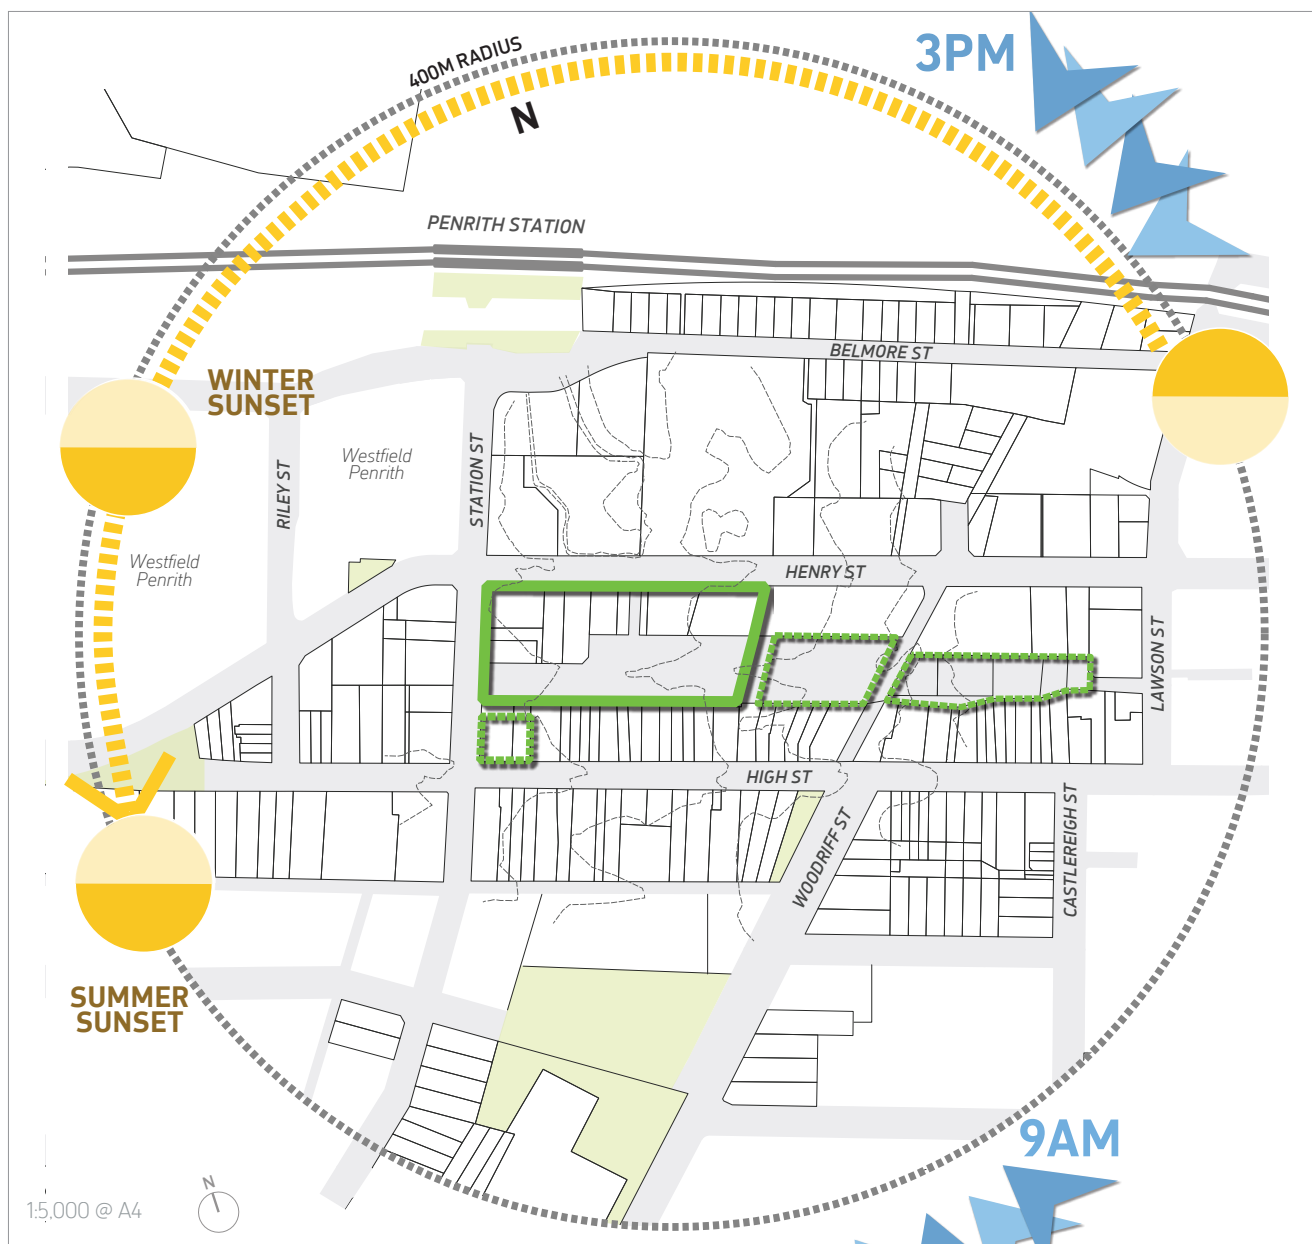 3PM
400M RADIUS
N
PENRITH STATION
BELMORE ST
WINTER
SUNSET
Westfield
Penrith
STATION ST
RILEY ST
Westfield
Penrith
HENRY ST
LAWSON ST
HIGH ST
WOODRIFF ST
CASTLEREIGH ST
SUMMER
SUNSET
9AM
N
1:5,000 @ A4